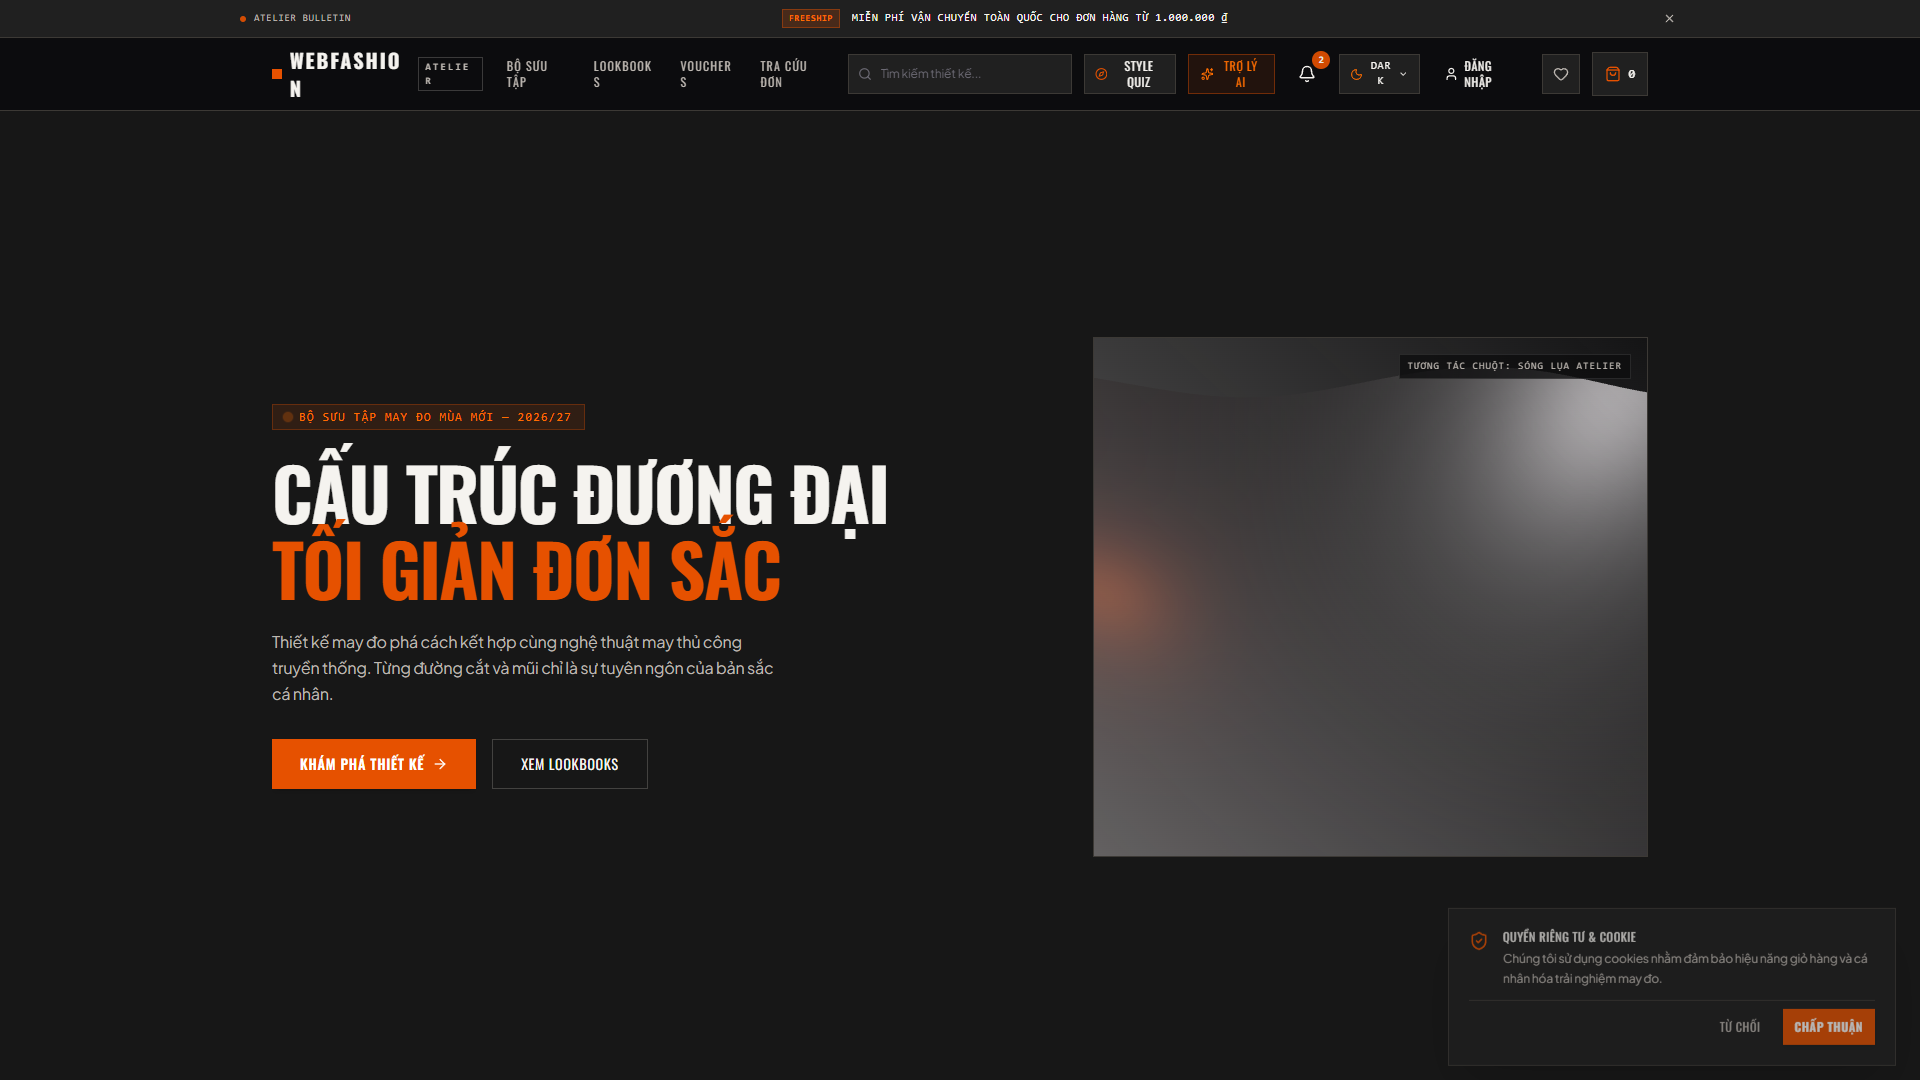 ATELIER BULLETIN
FREESHIP MIỄN PHÍ VẬN CHUYỂN TOÀN QUỐC CHO ĐƠN HÀNG TỪ 1.000.000 ₫
WEBFASHIO
N
ATELIE
R
BỘ SƯU
TẬP
LOOKBOOK
S
VOUCHER
S
TRA CỨU
ĐƠN
Tìm kiếm thiết kế...
STYLE
QUIZ
TRỢ LÝ
AI
2
DAR
K
ĐĂNG
NHẬP
0
TƯƠNG TÁC CHUỘT: SÓNG LỤA ATELIER
BỘ SƯU TẬP MAY ĐO MÙA MỚI — 2026/27
CẤU TRÚC ĐƯƠNG ĐẠI
TỐI GIẢN ĐƠN SẮC
Thiết kế may đo phá cách kết hợp cùng nghệ thuật may thủ công
truyền thống. Từng đường cắt và mũi chỉ là sự tuyên ngôn của bản sắc
cá nhân.
KHÁM PHÁ THIẾT KẾ
XEM LOOKBOOKS
QUYỀN RIÊNG TƯ & COOKIE
Chúng tôi sử dụng cookies nhằm đảm bảo hiệu năng giỏ hàng và cá
nhân hóa trải nghiệm may đo.
TỪ CHỐI
CHẤP THUẬN